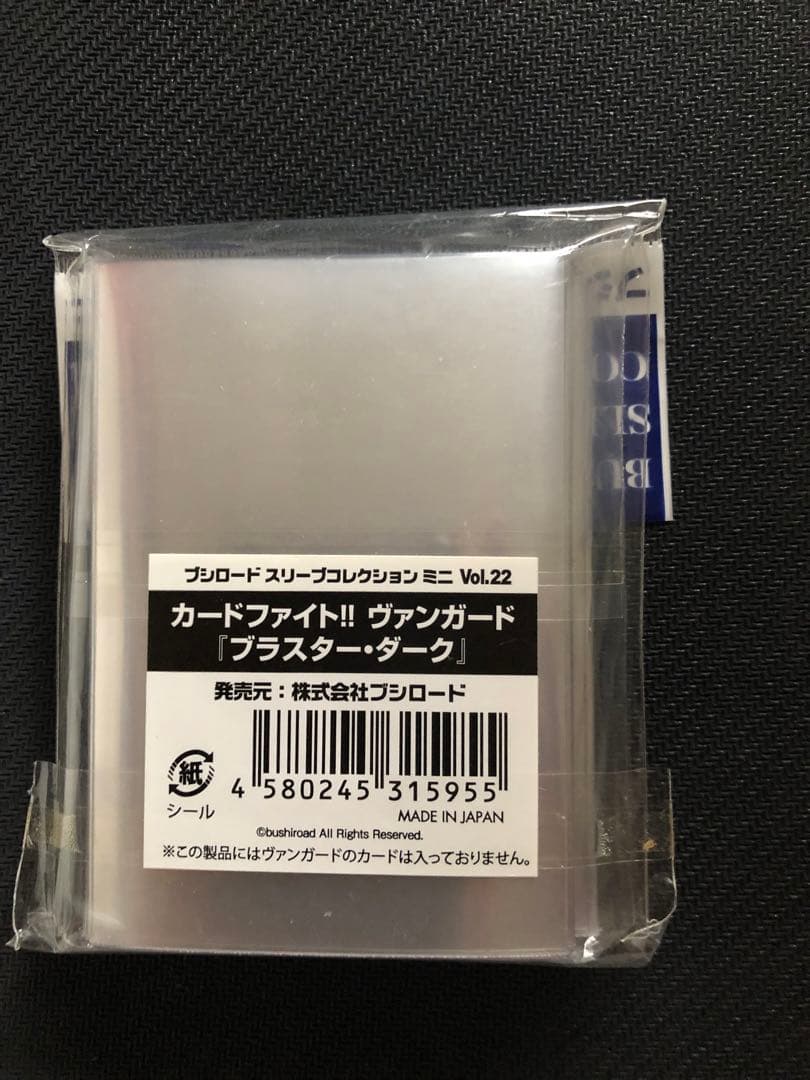 ブシロード スリーブコレクション ミニ Vol.22
カードファイト!! ヴァンガード
『ブラスター・ダーク』
発売元：株式会社ブシロード
紙
シール
4 580245 315955
MADE IN JAPAN
©bushiroad All Rights Reserved.
※この製品にはヴァンガードのカードは入っておりません。